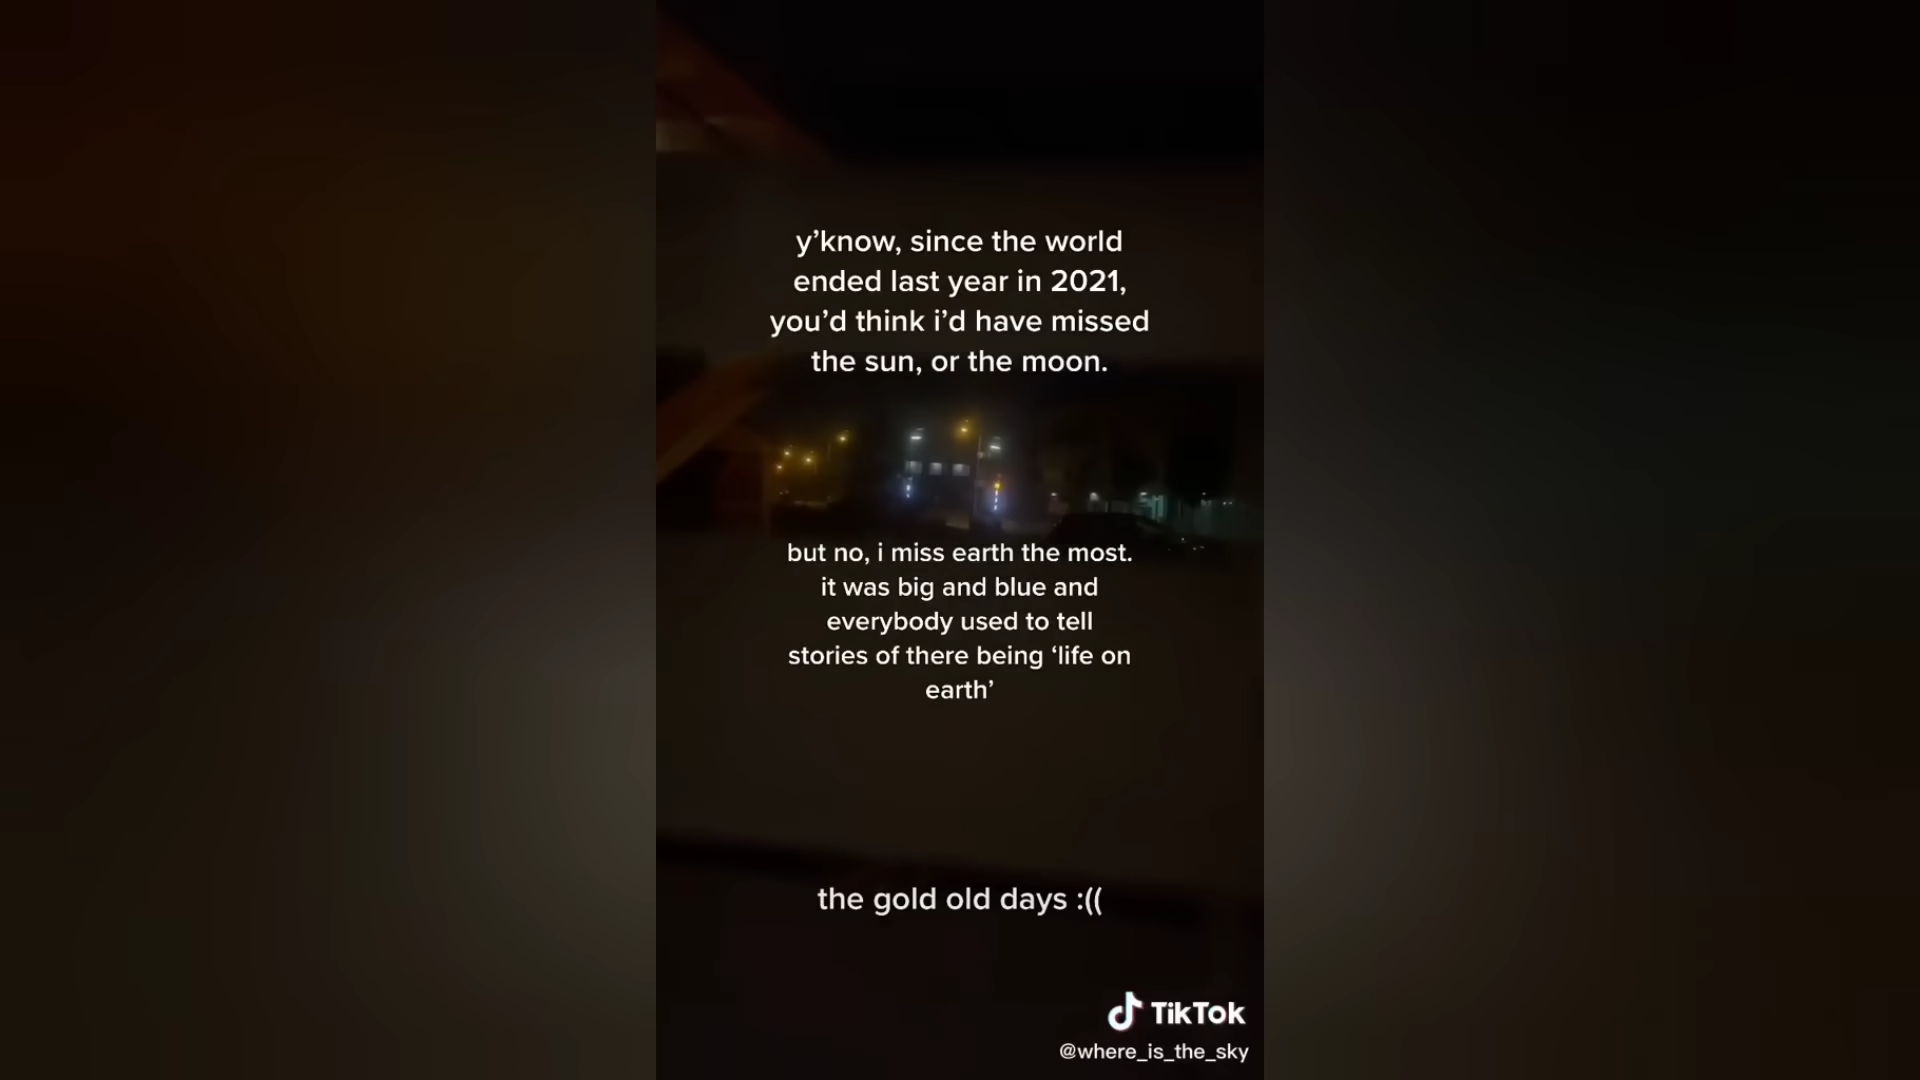 y’know, since the world
ended last year in 2021,
you’d think i’d have missed
the sun, or the moon.
but no, i miss earth the most.
it was big and blue and
everybody used to tell
stories of there being ‘life on
earth’
the gold old days :((
TikTok
@where_is_the_sky